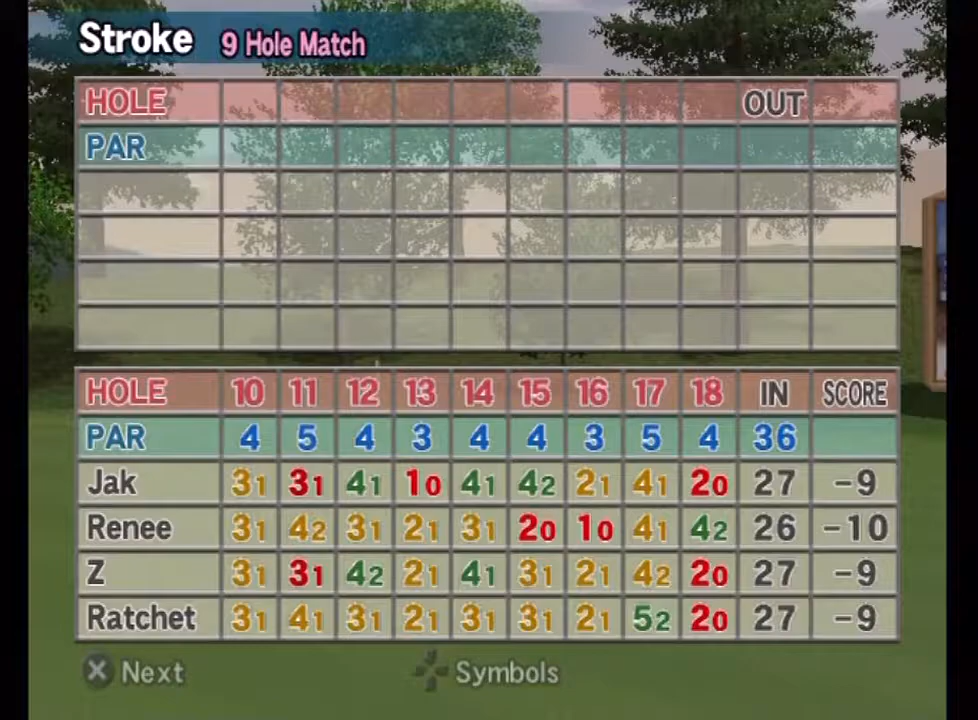 Stroke 9 Hole Match
HOLE OUT
PAR
HOLE 10 11 12 13 14 15 16 17 18 IN SCORE
PAR 4 5 4 3 4 4 3 5 4 36
Jak 31 31 41 10 41 42 21 41 20 27 -9
Renee 31 42 31 21 31 20 10 41 42 26 -10
Z 31 31 42 21 41 31 21 42 20 27 -9
Ratchet 31 41 31 21 31 31 21 52 20 27 -9
X Next Symbols